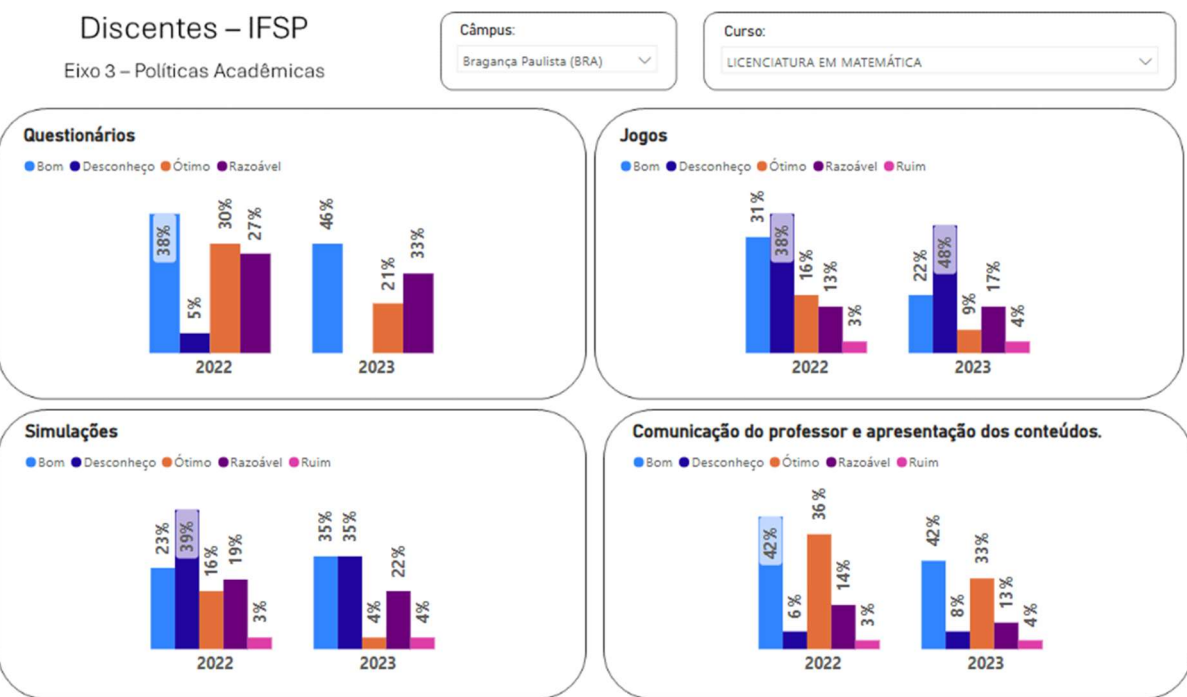 Discentes – IFSP
Eixo 3 – Políticas Acadêmicas
Câmpus:
Bragança Paulista (BRA)
Curso:
LICENCIATURA EM MATEMÁTICA
Questionários
Bom Desconheço Ótimo Razoável
38% 5% 30% 27% 46% 21% 33%
2022 2023
Jogos
Bom Desconheço Ótimo Razoável Ruim
31% 38% 16% 13% 3% 22% 48% 9% 17% 4%
2022 2023
Simulações
Bom Desconheço Ótimo Razoável Ruim
23% 39% 16% 19% 3% 35% 35% 4% 22% 4%
2022 2023
Comunicação do professor e apresentação dos conteúdos.
Bom Desconheço Ótimo Razoável Ruim
42% 6% 36% 14% 3% 42% 8% 33% 13% 4%
2022 2023